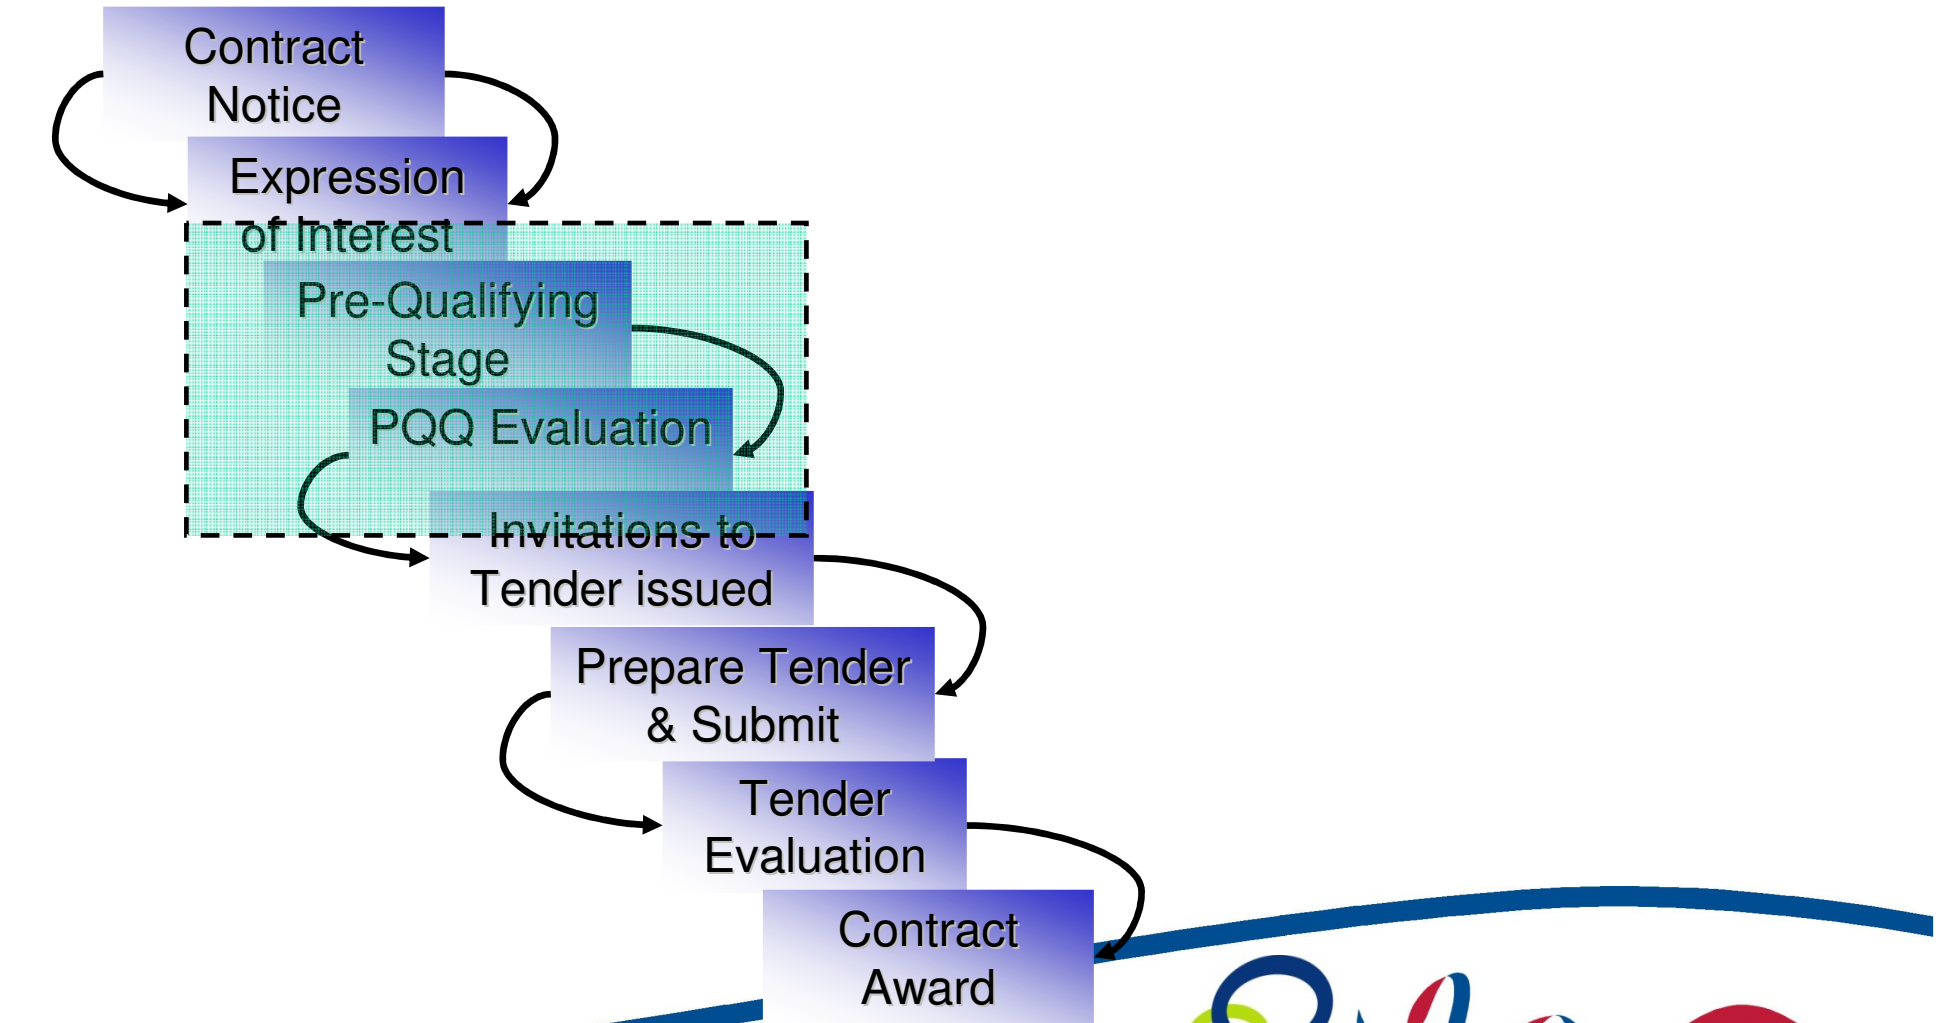 Contract
Notice
Expression
of Interest
Pre-Qualifying
Stage
PQQ Evaluation
Invitations to
Tender issued
Prepare Tender
& Submit
Tender
Evaluation
Contract
Award